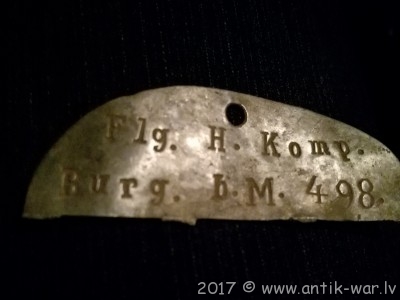 Flg. H. Komp.
Burg. b. M. 498.
2017 © www.antik-war.lv